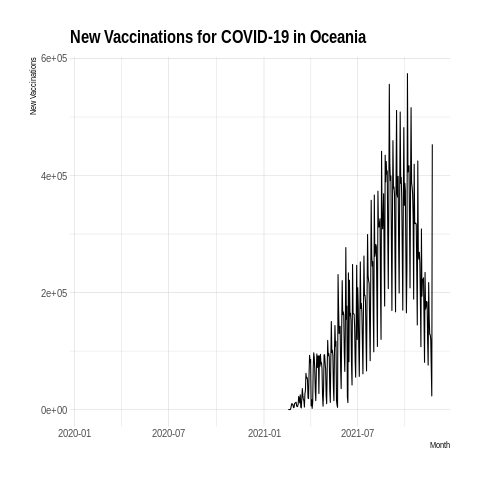 New Vaccinations for COVID-19 in Oceania
New Vaccinations
6e+05
4e+05
2e+05
0e+00
2020-01 2020-07 2021-01 2021-07
Month